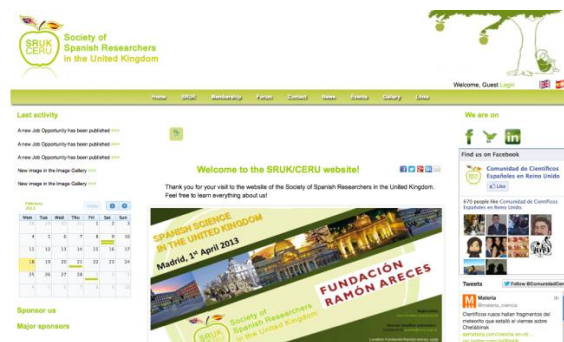 SRUK
CERU
Society of
Spanish Researchers
in the United Kingdom
Welcome, Guest Login
Home SRUK Membership Forum Contact News Events Gallery Links
Last activity
A new Job Opportunity has been published >>>
A new Job Opportunity has been published >>>
A new Job Opportunity has been published >>>
New image in the Image Gallery >>>
New image in the Image Gallery >>>
February
2013
Mon Tue Wed Thu Fri Sat Sun
4 5 6 7 8 9 10
11 12 13 14 15 16 17
18 19 20 21 22 23 24
25 26 27 28
Sponsor us
Major sponsors
Welcome to the SRUK/CERU website!
Thank you for your visit to the website of the Society of Spanish Researchers in the United Kingdom.
Feel free to learn everything about us!
SPANISH SCIENCE
IN THE UNITED KINGDOM
Madrid, 1st April 2013
FUNDACIÓN
RAMÓN ARECES
Society of
Spanish Researchers
in the United Kingdom
We are on
f in
Find us on Facebook
Comunidad de Científicos
Españoles en Reino Unido
Like
670 people like Comunidad de Científicos
Españoles en Reino Unido.
Tweets
Materia
@materia_ciencia
Científicos rusos hallan fragmentos del
meteorito que estalló el viernes sobre
Cheliábinsk